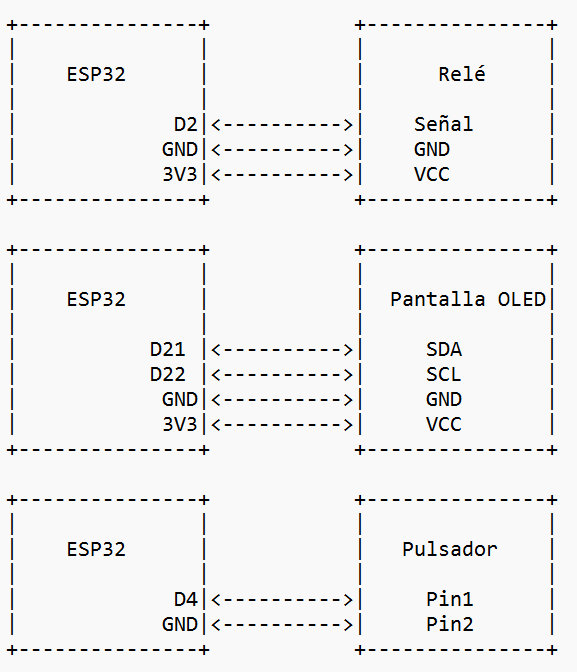 +---------------+            +---------------+
|               |            |               |
|    ESP32      |            |      Relé     |
|               |            |               |
|             D2|<---------->|    Señal      |
|            GND|<---------->|    GND        |
|            3V3|<---------->|    VCC        |
+---------------+            +---------------+

+---------------+            +---------------+
|               |            |               |
|    ESP32      |            |  Pantalla OLED|
|               |            |               |
|           D21 |<---------->|     SDA       |
|           D22 |<---------->|     SCL       |
|            GND|<---------->|     GND       |
|            3V3|<---------->|     VCC       |
+---------------+            +---------------+

+---------------+            +---------------+
|               |            |               |
|    ESP32      |            |   Pulsador    |
|               |            |               |
|             D4|<---------->|     Pin1      |
|            GND|<---------->|     Pin2      |
+---------------+            +---------------+